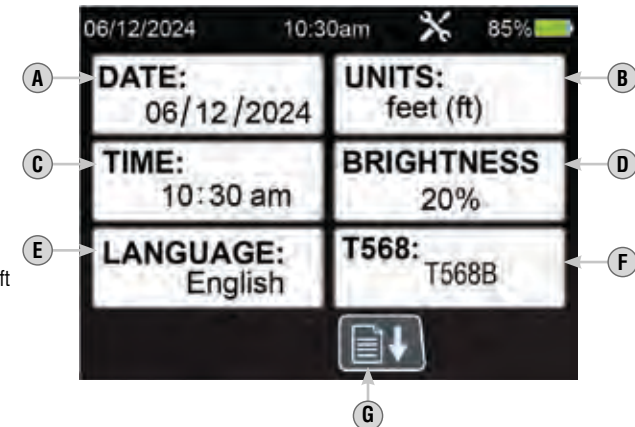 06/12/2024 10:30am 85%
A DATE: UNITS: B
06/12/2024 feet (ft)
C TIME: BRIGHTNESS D
10:30 am 20%
E LANGUAGE: T568: F
ft English T568B
G